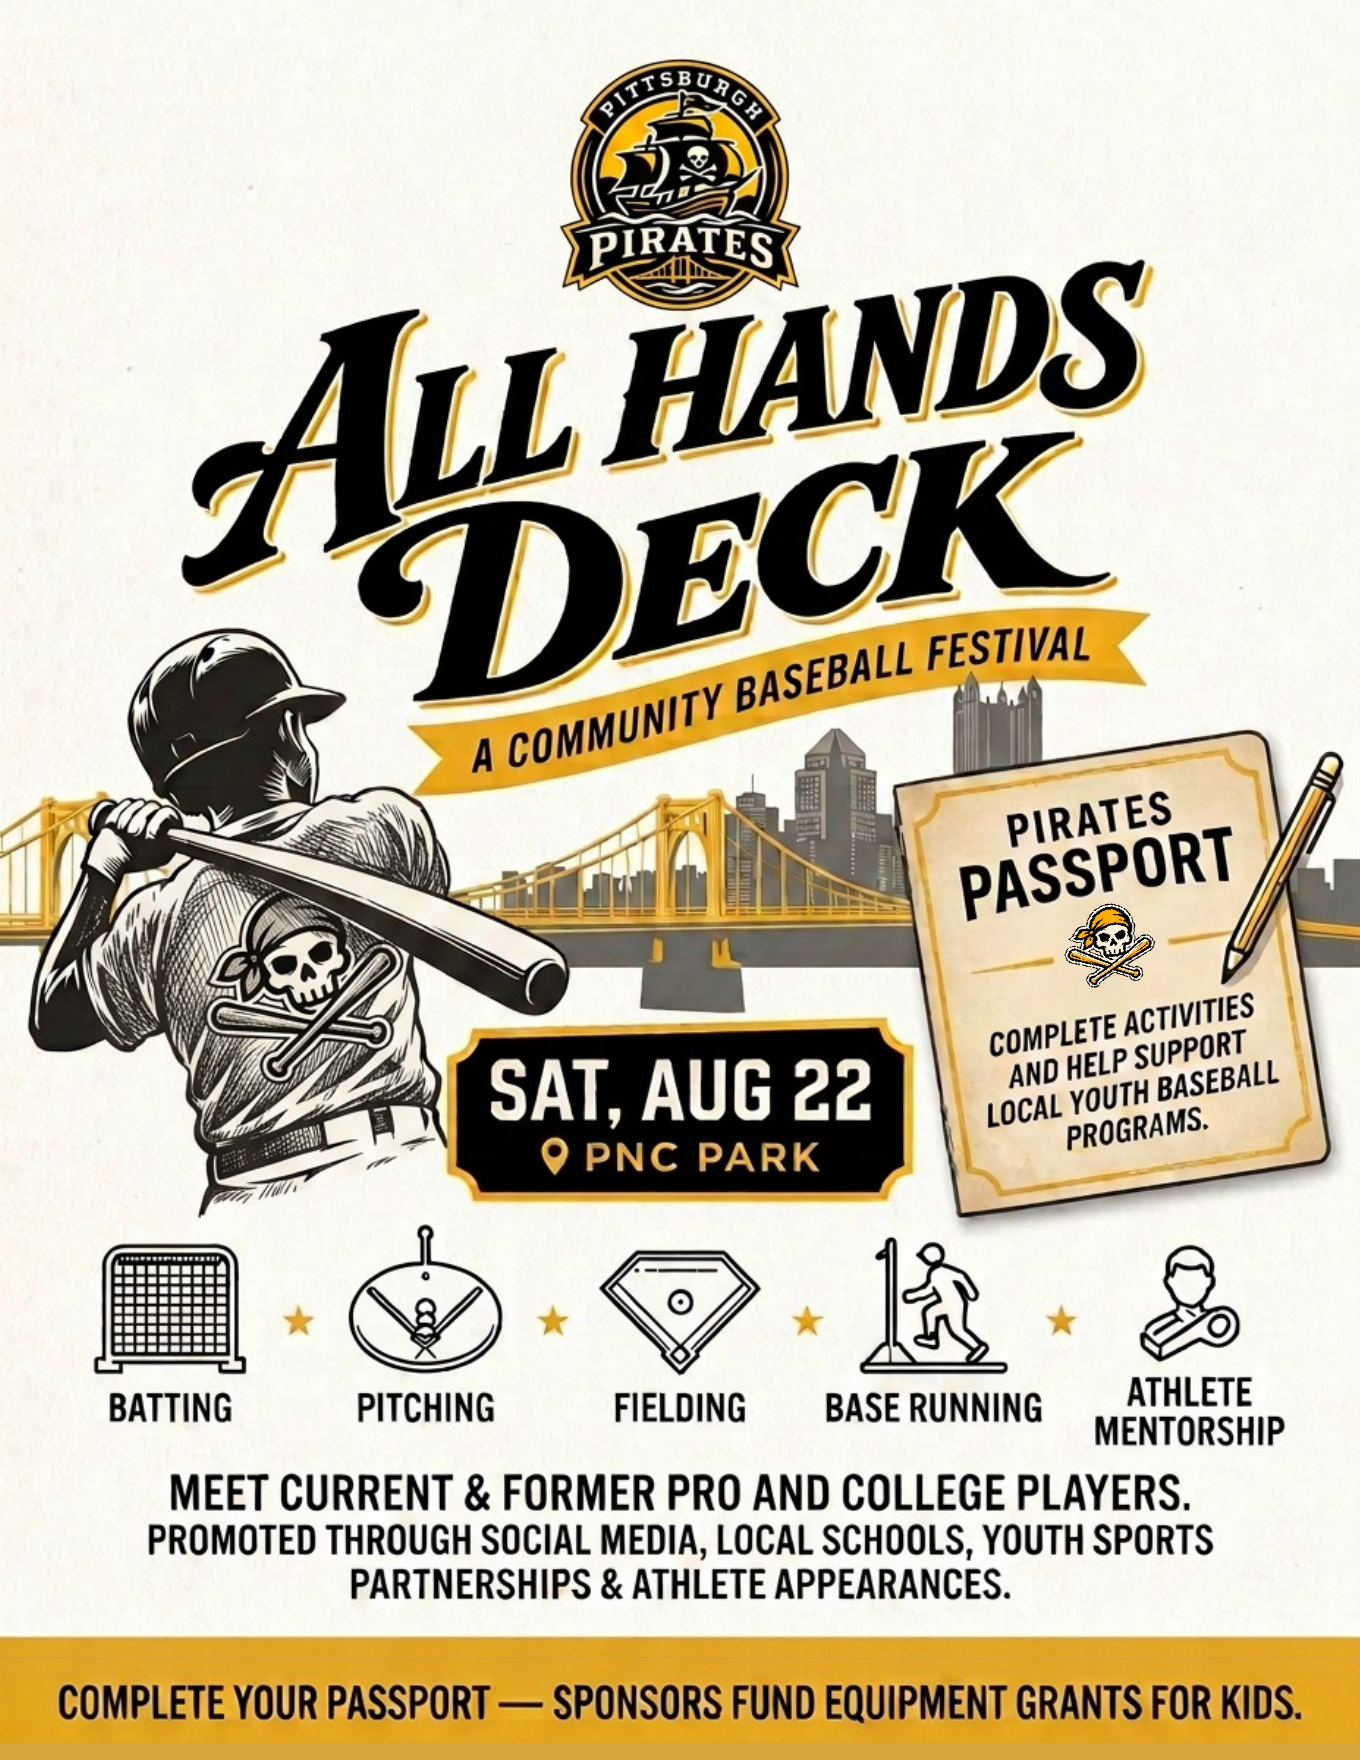 PITTSBURGH
PIRATES
ALL HANDS
DECK
A COMMUNITY BASEBALL FESTIVAL
PIRATES
PASSPORT
COMPLETE ACTIVITIES
AND HELP SUPPORT
LOCAL YOUTH BASEBALL
PROGRAMS.
SAT, AUG 22
PNC PARK
BATTING
PITCHING
FIELDING
BASE RUNNING
ATHLETE
MENTORSHIP
MEET CURRENT & FORMER PRO AND COLLEGE PLAYERS.
PROMOTED THROUGH SOCIAL MEDIA, LOCAL SCHOOLS, YOUTH SPORTS
PARTNERSHIPS & ATHLETE APPEARANCES.
COMPLETE YOUR PASSPORT — SPONSORS FUND EQUIPMENT GRANTS FOR KIDS.